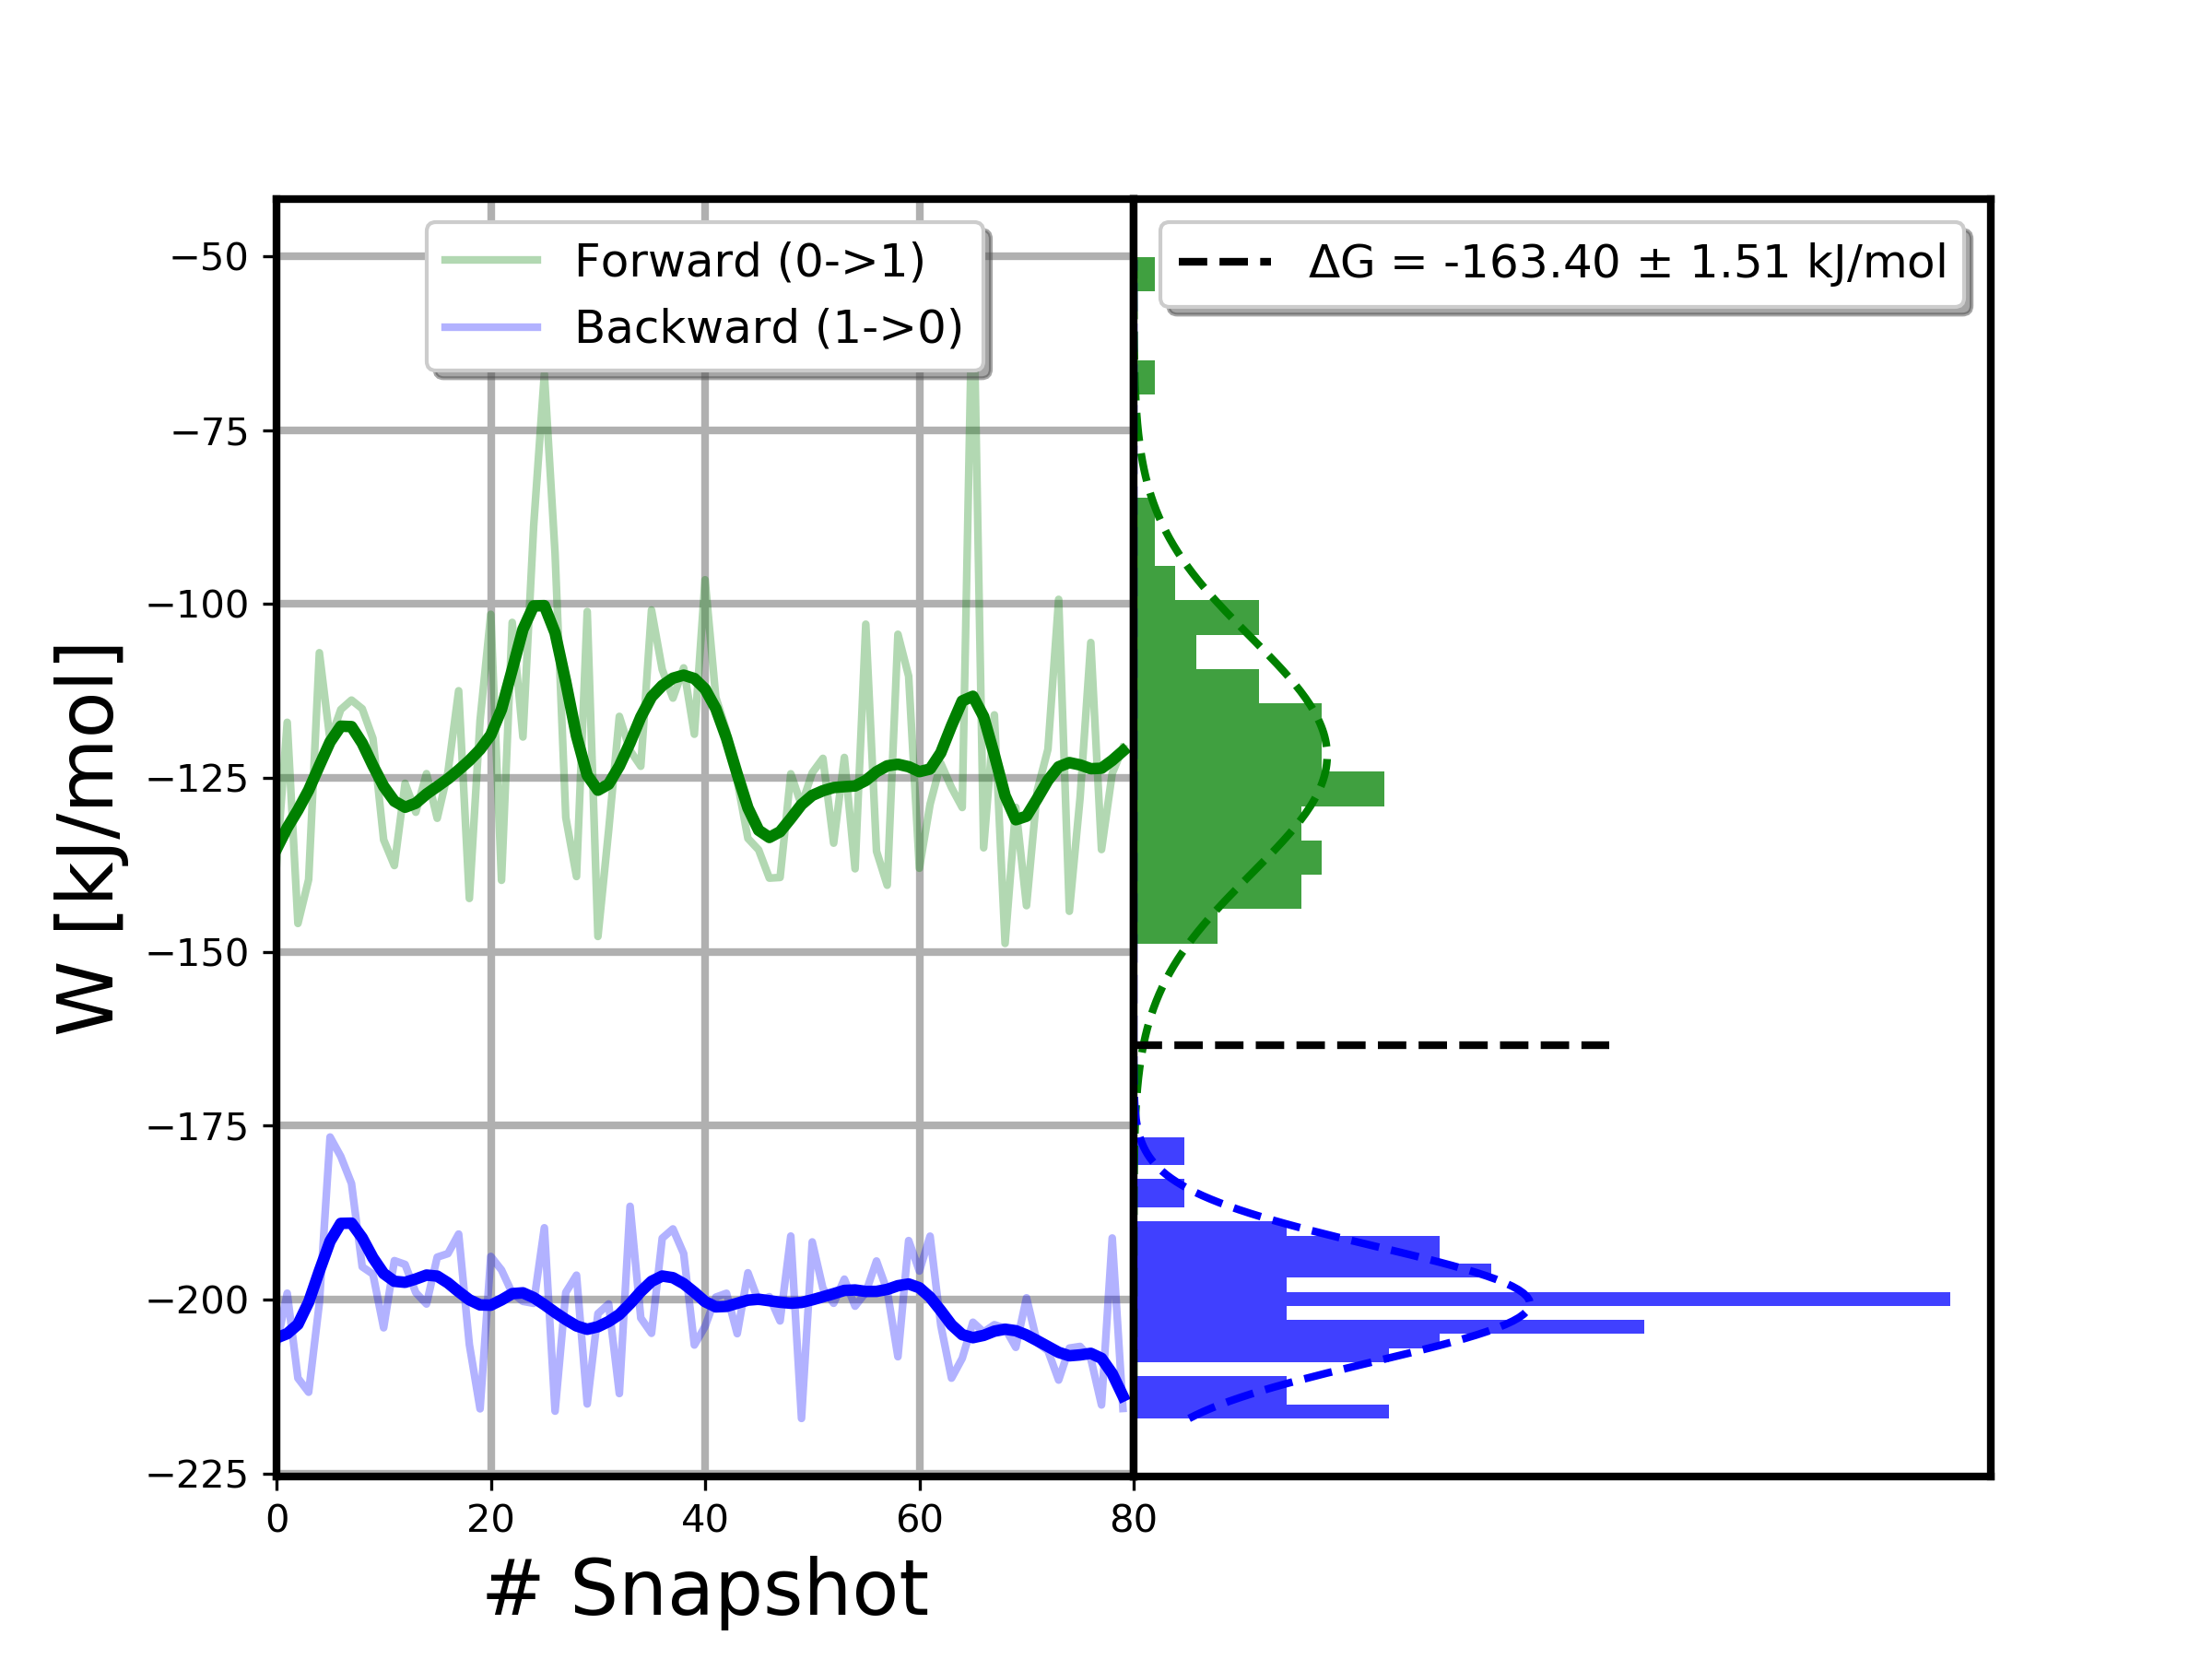 Forward (0->1)
Backward (1->0)
ΔG = -163.40 ± 1.51 kJ/mol
−50
−75
−100
−125
−150
−175
−200
−225
W [kJ/mol]
0 20 40 60 80
# Snapshot